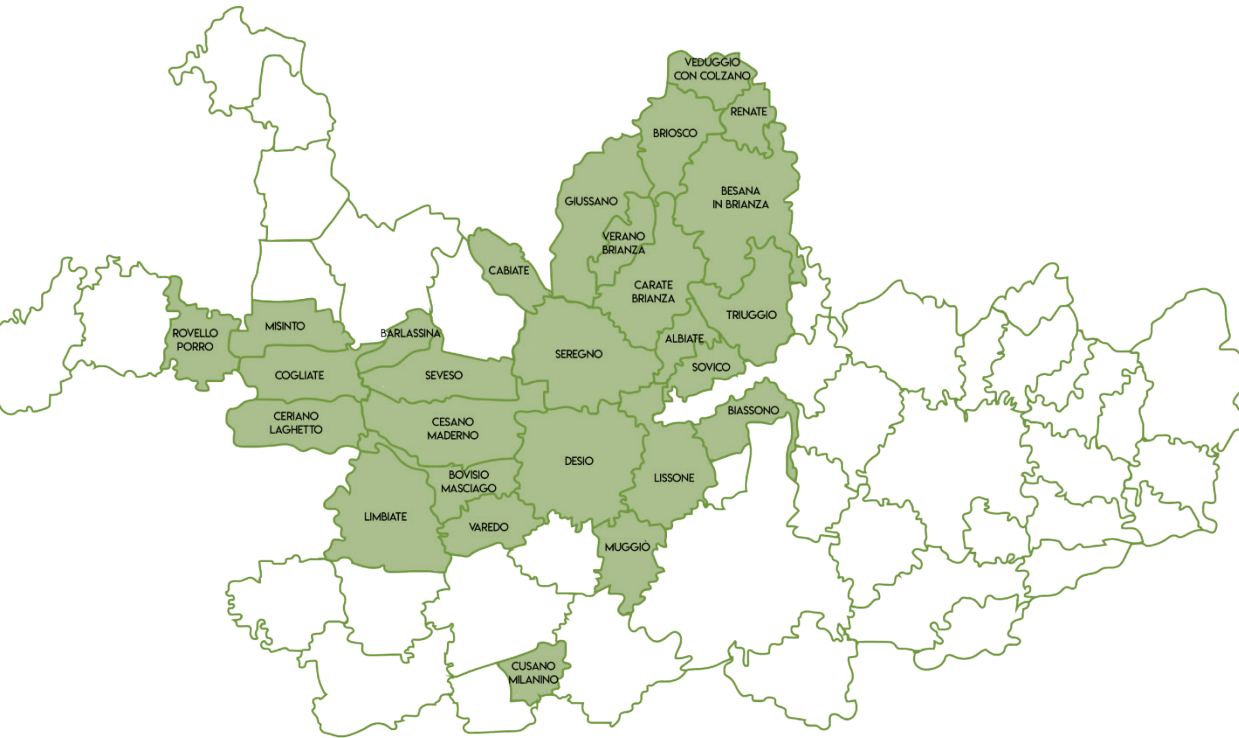 VEDUGGIO
CON COLZANO
RENATE
BRIOSCO
BESANA
IN BRIANZA
GIUSSANO
VERANO
BRIANZA
CABIATE
CARATE
BRIANZA
TRIUGGIO
MISINTO
ROVELLO
PORRO
BARLASSINA
ALBIATE
SEREGNO
SOVICO
COGLIATE
SEVESO
BIASSONO
CERIANO
LAGHETTO
CESANO
MADERNO
DESIO
LISSONE
BOVISIO
MASCIAGO
LIMBIATE
VAREDO
MUGGIÒ
CUSANO
MILANINO